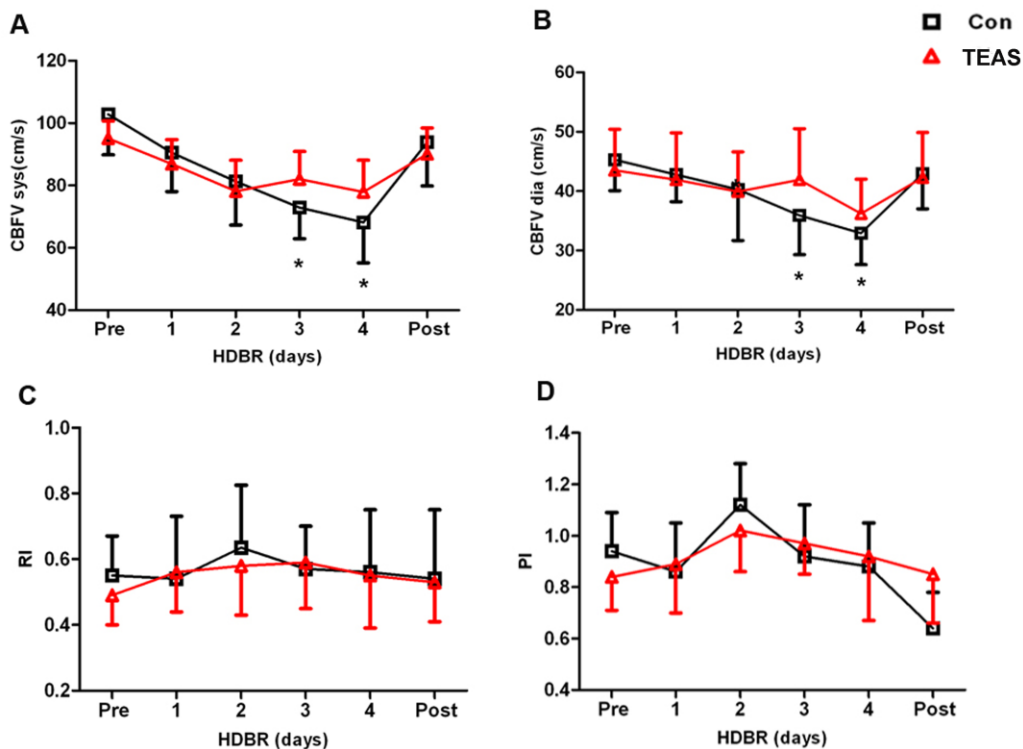 A
CBFV sys(cm/s)
120
100
80
60
40
*
*
Pre 1 2 3 4 Post
HDBR (days)
B
CBFV dia (cm/s)
60
50
40
30
20
*
*
Pre 1 2 3 4 Post
HDBR (days)
Con
TEAS
C
RI
1.0
0.8
0.6
0.4
0.2
Pre 1 2 3 4 Post
HDBR (days)
D
PI
1.4
1.2
1.0
0.8
0.6
0.4
Pre 1 2 3 4 Post
HDBR (days)